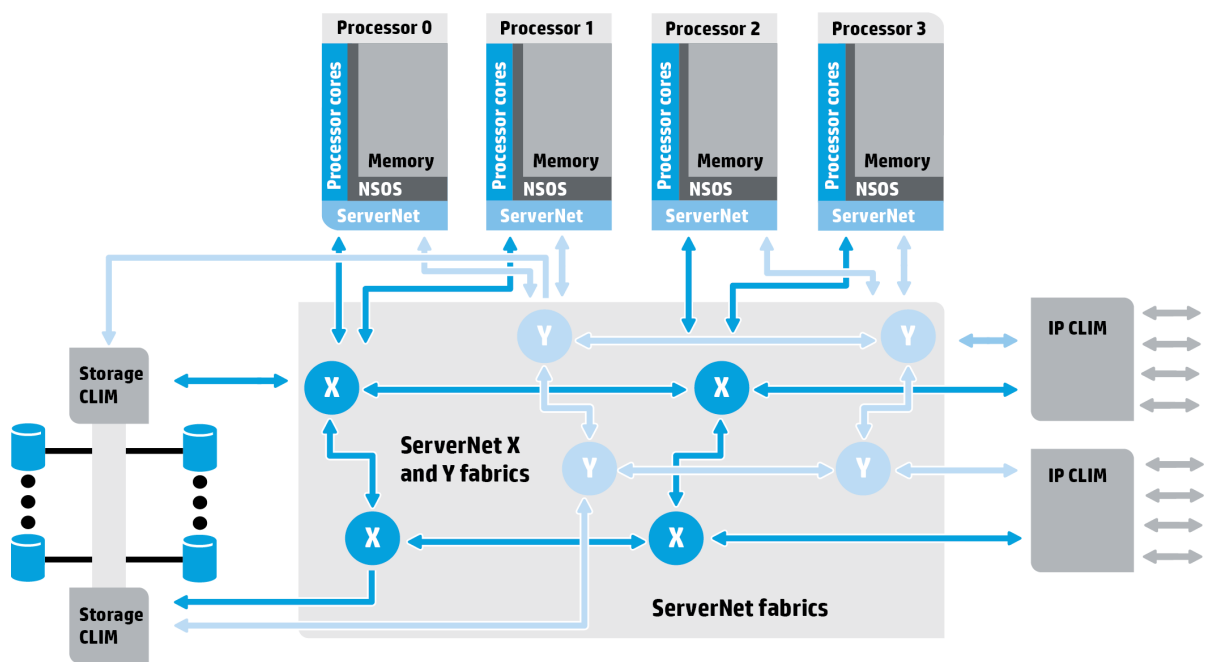 Processor 0
Processor 1
Processor 2
Processor 3
Processor cores
Memory
NSOS
ServerNet
Processor cores
Memory
NSOS
ServerNet
Processor cores
Memory
NSOS
ServerNet
Processor cores
Memory
NSOS
ServerNet
Y
Y
IP CLIM
Storage
CLIM
X
X
ServerNet X
and Y fabrics
Y
Y
IP CLIM
X
X
Storage
CLIM
ServerNet fabrics